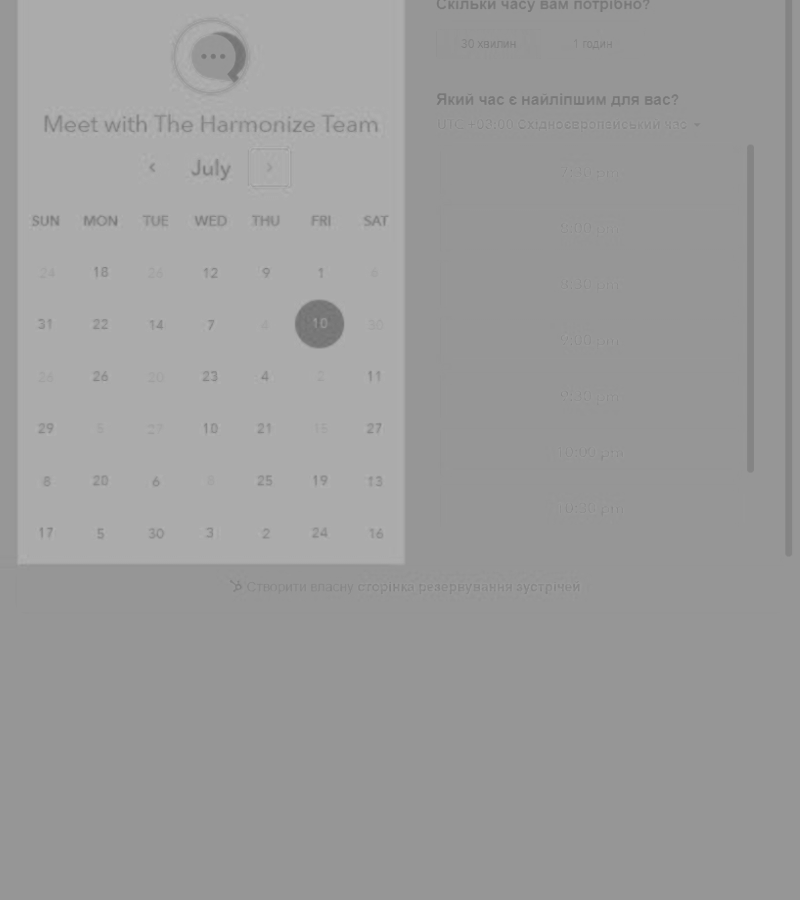 Meet with The Harmonize Team
July
SUN MON TUE WED THU FRI SAT
24 18 26 12 9 1 6
31 22 14 7 4 10 30
26 26 20 23 4 2 11
29 5 27 10 21 15 27
8 20 6 6 25 19 13
17 5 30 3 2 24 16
Скільки часу вам потрібно?
30 хвилин 1 годин
Який час є найліпшим для вас?
UTC +03:00 Східноєвропейський час
7:30 pm
8:00 pm
8:30 pm
9:00 pm
9:30 pm
10:00 pm
10:30 pm
Створити власну сторінка резервування зустрічей